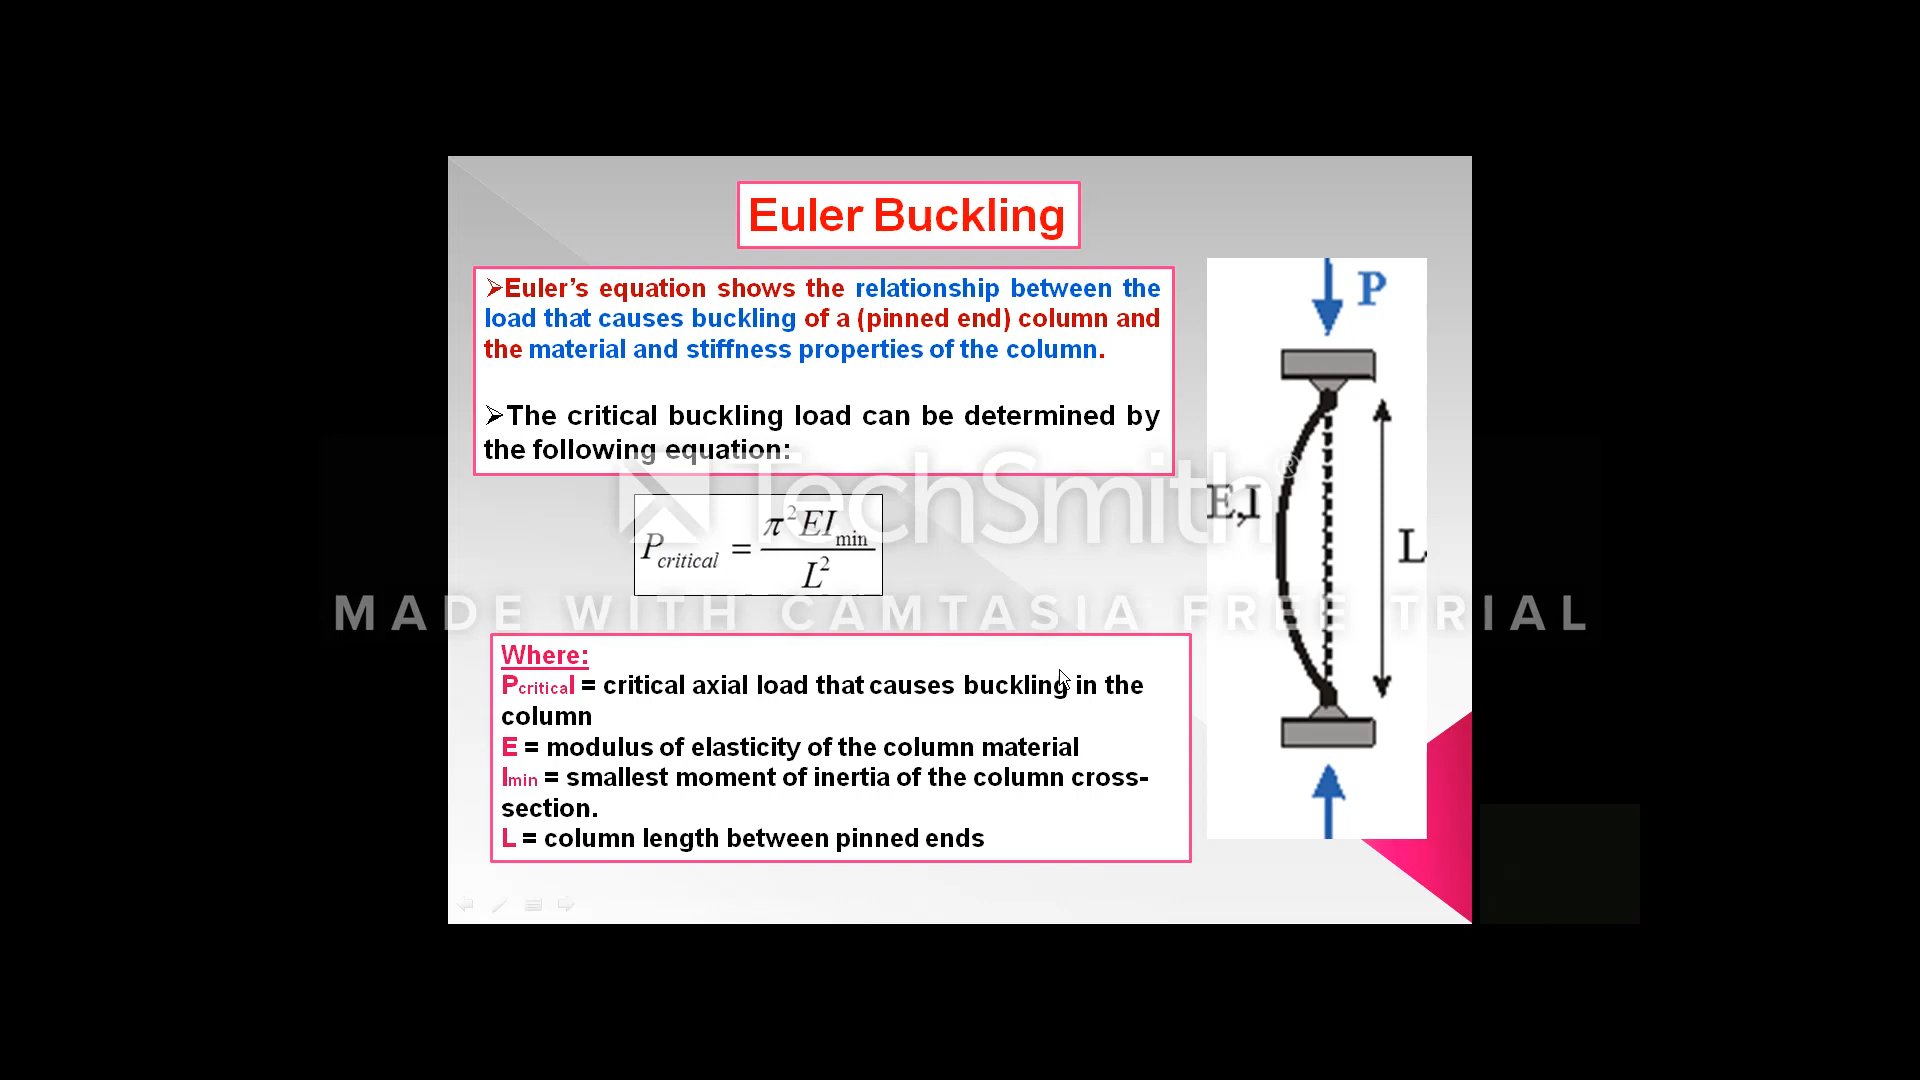 Euler Buckling
➢Euler’s equation shows the relationship between the
load that causes buckling of a (pinned end) column and
the material and stiffness properties of the column.
➢The critical buckling load can be determined by
the following equation:
P_critical = π²EI_min / L²
Where:
Pcritical = critical axial load that causes buckling in the
column
E = modulus of elasticity of the column material
Imin = smallest moment of inertia of the column cross-
section.
L = column length between pinned ends
P
E,I
L
TechSmith®
MADE WITH CAMTASIA FREE TRIAL